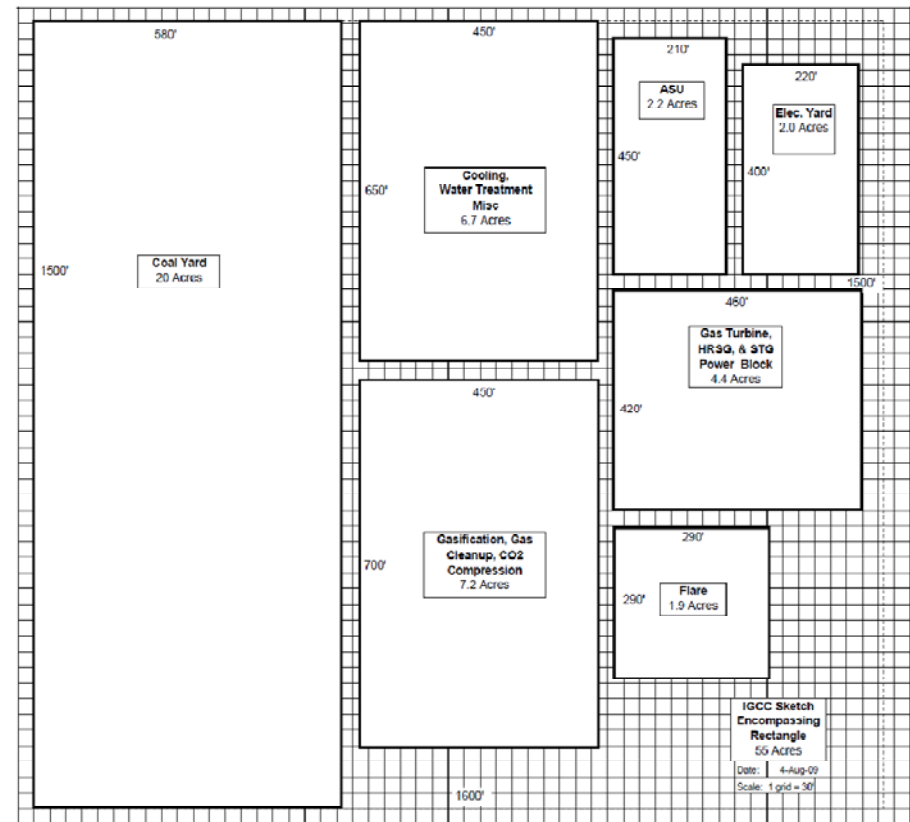 580'
450'
210'
220'
ASU
2.2 Acres
Elec. Yard
2.0 Acres
450'
400'
650'
Cooling,
Water Treatment
Misc
6.7 Acres
1500'
Coal Yard
20 Acres
1500'
460'
Gas Turbine,
HRSG, & STG
Power Block
4.4 Acres
420'
450'
700'
Gasification, Gas
Cleanup, CO2
Compression
7.2 Acres
290'
290'
Flare
1.9 Acres
IGCC Sketch
Encompassing
Rectangle
55 Acres
Date: 4-Aug-09
Scale: 1 grid = 30'
1600'